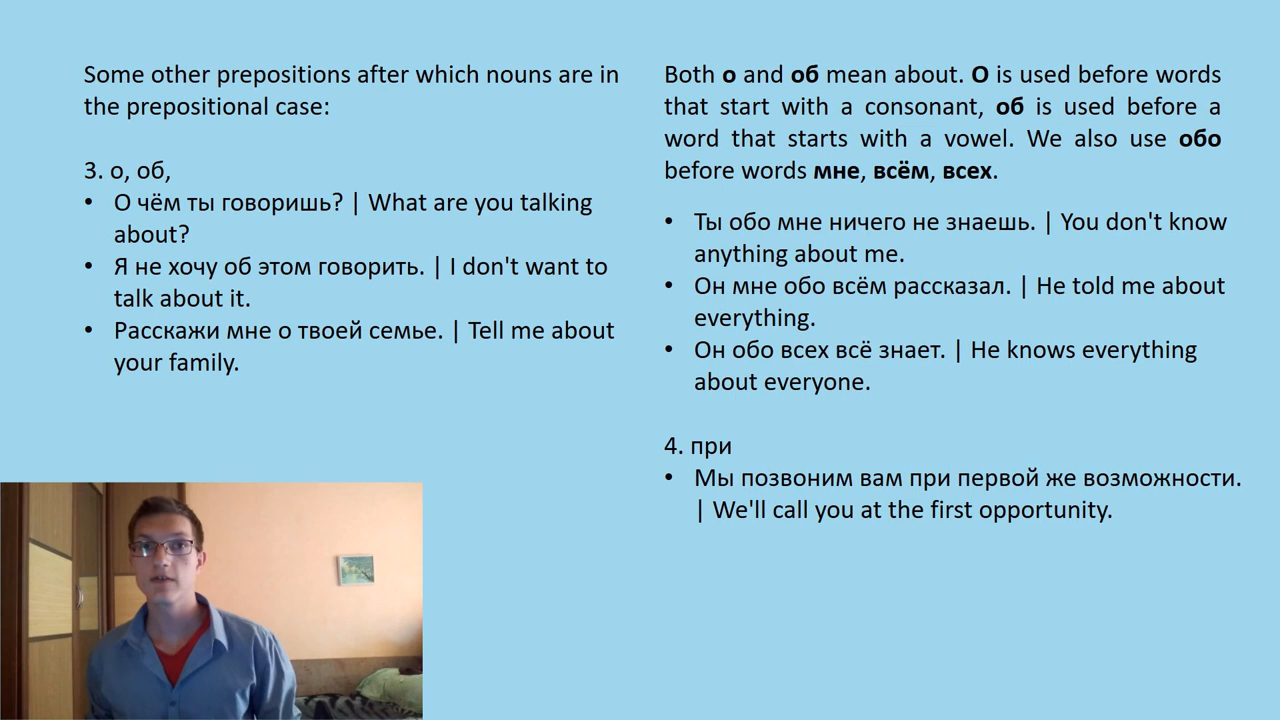 Some other prepositions after which nouns are in
the prepositional case:
3. о, об,
• О чём ты говоришь? | What are you talking
about?
• Я не хочу об этом говорить. | I don't want to
talk about it.
• Расскажи мне о твоей семье. | Tell me about
your family.
Both о and об mean about. О is used before words
that start with a consonant, об is used before a
word that starts with a vowel. We also use обо
before words мне, всём, всех.
• Ты обо мне ничего не знаешь. | You don't know
anything about me.
• Он мне обо всём рассказал. | He told me about
everything.
• Он обо всех всё знает. | He knows everything
about everyone.
4. при
• Мы позвоним вам при первой же возможности.
| We'll call you at the first opportunity.